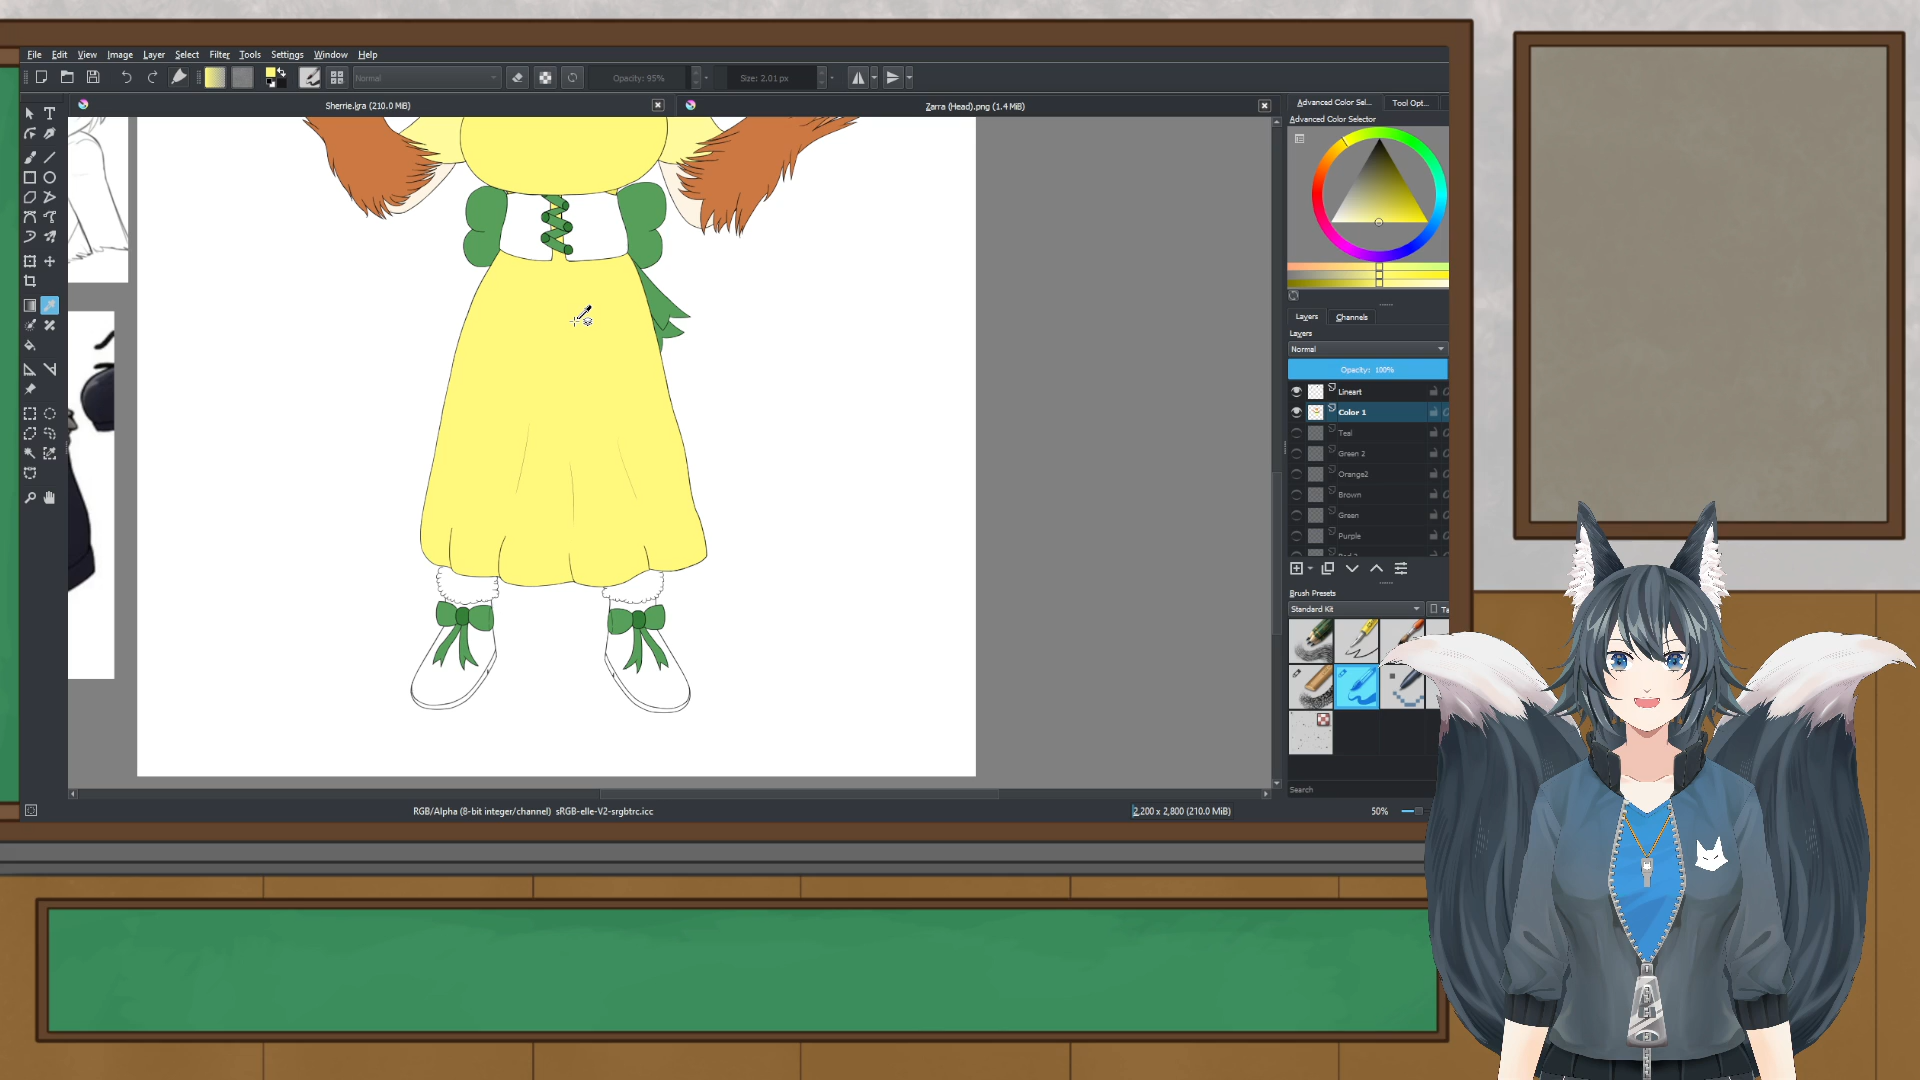 File Edit View Image Layer Select Filter Tools Settings Window Help
Normal
Opacity: 95%
Size: 2.01 px
Sherrie.kra (210.0 MiB)
Zarra (Head).png (1.4 MiB)
Advanced Color Sel...
Tool Opt...
Advanced Color Selector
Layers
Channels
Layers
Normal
Opacity: 100%
Lineart
Color 1
Teal
Green 2
Orange2
Brown
Green
Purple
Brush Presets
Standard Kit
Ta
Search
RGB/Alpha (8-bit integer/channel) sRGB-elle-V2-srgbtrc.icc
2,200 x 2,800 (210.0 MiB)
50%